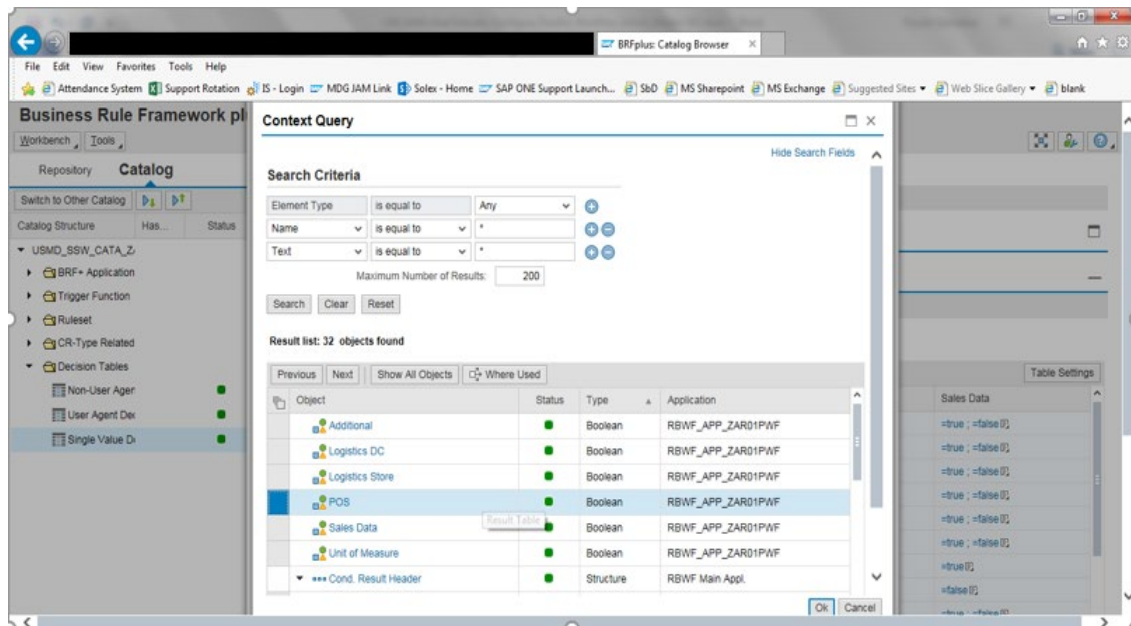 BRFplus: Catalog Browser
File Edit View Favorites Tools Help
Attendance System Support Rotation IS - Login MDG JAM Link Solex - Home SAP ONE Support Launch... SbD MS Sharepoint MS Exchange Suggested Sites Web Slice Gallery blank
Business Rule Framework pl
Workbench Tools
Repository Catalog
Switch to Other Catalog
Catalog Structure Has... Status
USMD_SSW_CATA_Z
BRF+ Application
Trigger Function
Ruleset
CR-Type Related
Decision Tables
Non-User Ager
User Agent Dec
Single Value D
Context Query
Hide Search Fields
Search Criteria
Element Type is equal to Any
Name is equal to *
Text is equal to *
Maximum Number of Results: 200
Search Clear Reset
Result list: 32 objects found
Previous Next Show All Objects Where Used
Object Status Type Application
Additional Boolean RBWF_APP_ZAR01PWF
Logistics DC Boolean RBWF_APP_ZAR01PWF
Logistics Store Boolean RBWF_APP_ZAR01PWF
POS Boolean RBWF_APP_ZAR01PWF
Result Table
Sales Data Boolean RBWF_APP_ZAR01PWF
Unit of Measure Boolean RBWF_APP_ZAR01PWF
Cond. Result Header Structure RBWF Main Appl.
Ok Cancel
Table Settings
Sales Data
=true ; =false
=true ; =false
=true ; =false
=true ; =false
=true ; =false
=true ; =false
=true
=false
=true ; =false